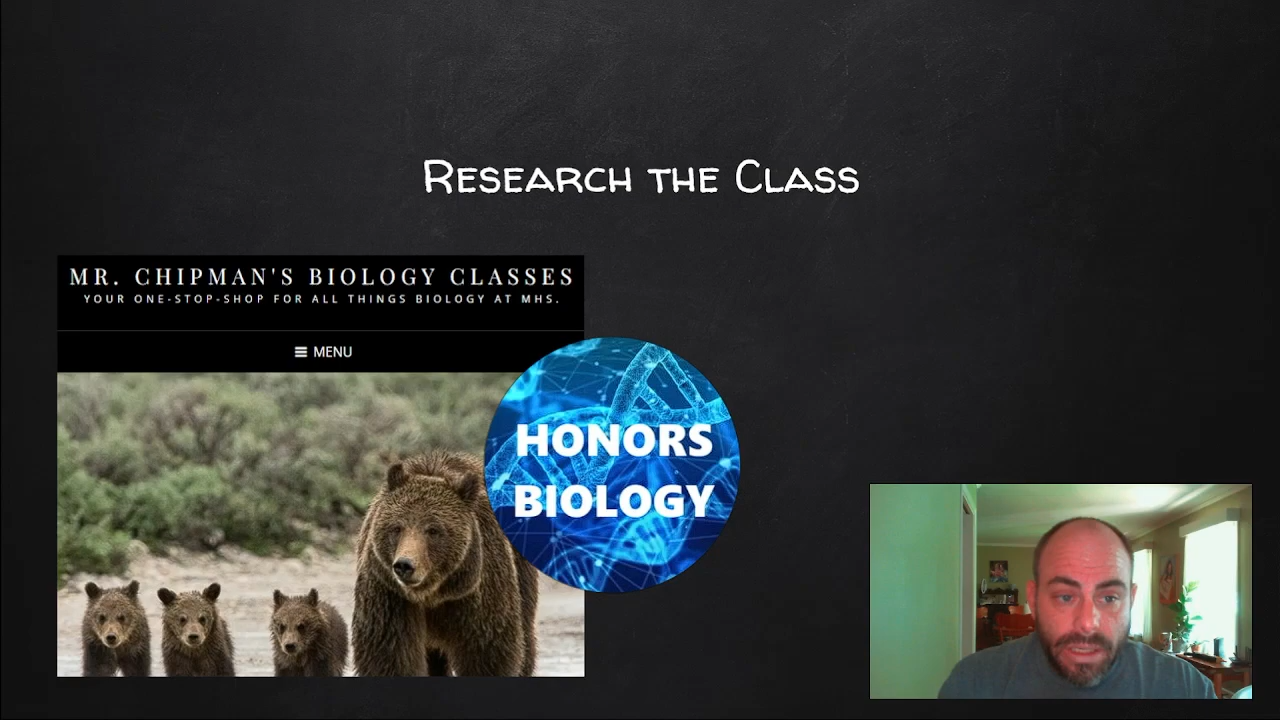 Research the Class
MR. CHIPMAN'S BIOLOGY CLASSES
YOUR ONE-STOP-SHOP FOR ALL THINGS BIOLOGY AT MHS.
☰ MENU
HONORS
BIOLOGY